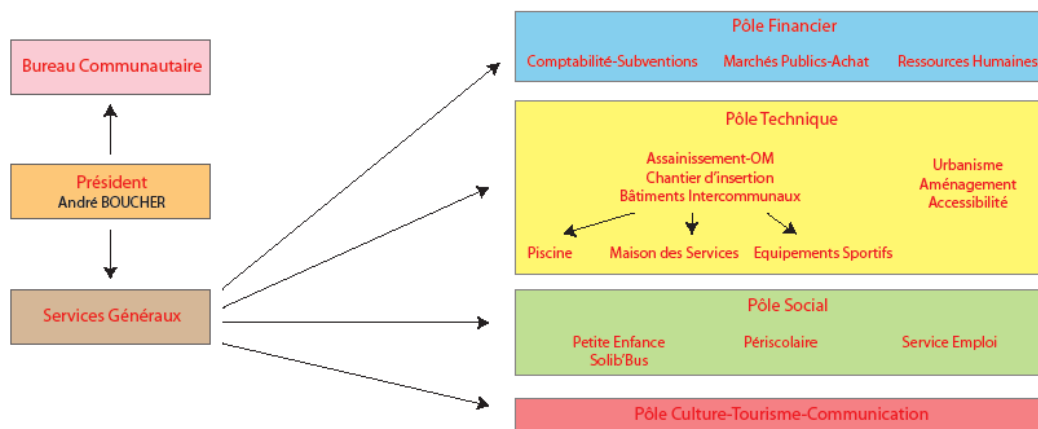 Bureau Communautaire
Président
André BOUCHER
Services Généraux
Pôle Financier
Comptabilité-Subventions Marchés Publics-Achat Ressources Humaines
Pôle Technique
Assainissement-OM
Chantier d'insertion
Bâtiments Intercommunaux
Urbanisme
Aménagement
Accessibilité
Piscine Maison des Services Equipements Sportifs
Pôle Social
Petite Enfance
Solib'Bus
Périscolaire
Service Emploi
Pôle Culture-Tourisme-Communication